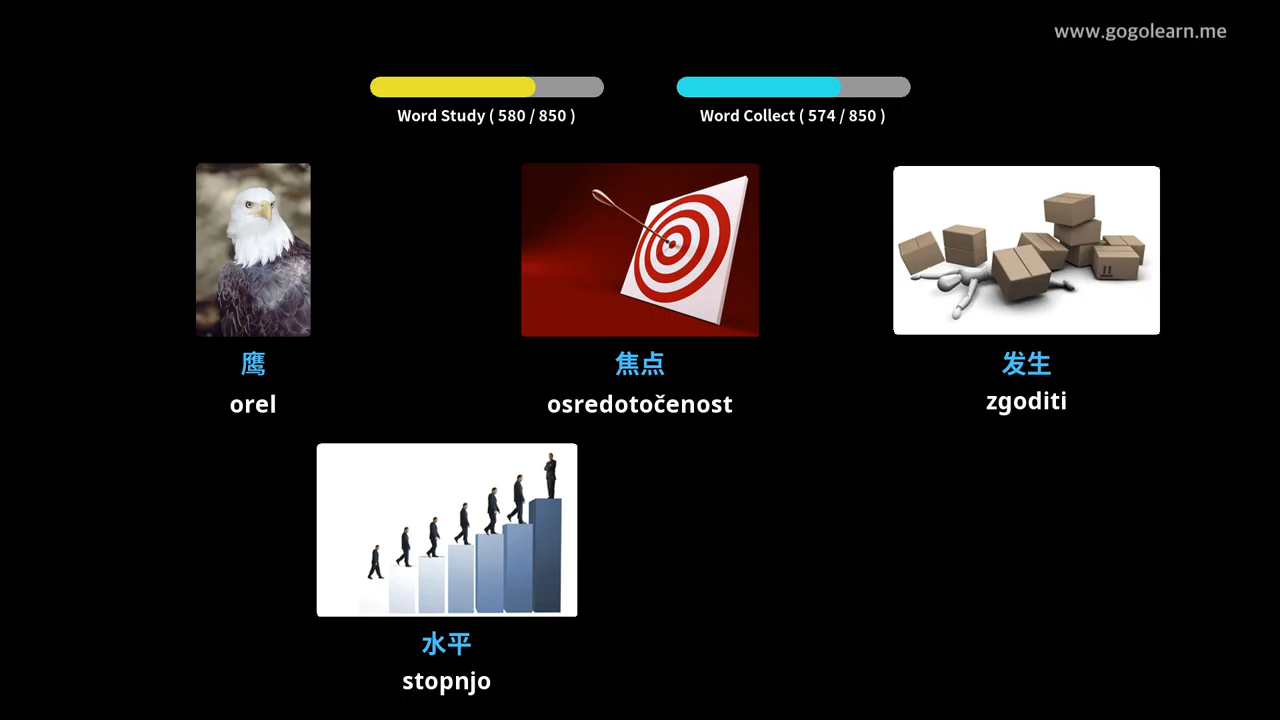 www.gogolearn.me
Word Study ( 580 / 850 )
Word Collect ( 574 / 850 )
鹰
orel
焦点
osredotočenost
发生
zgoditi
水平
stopnjo